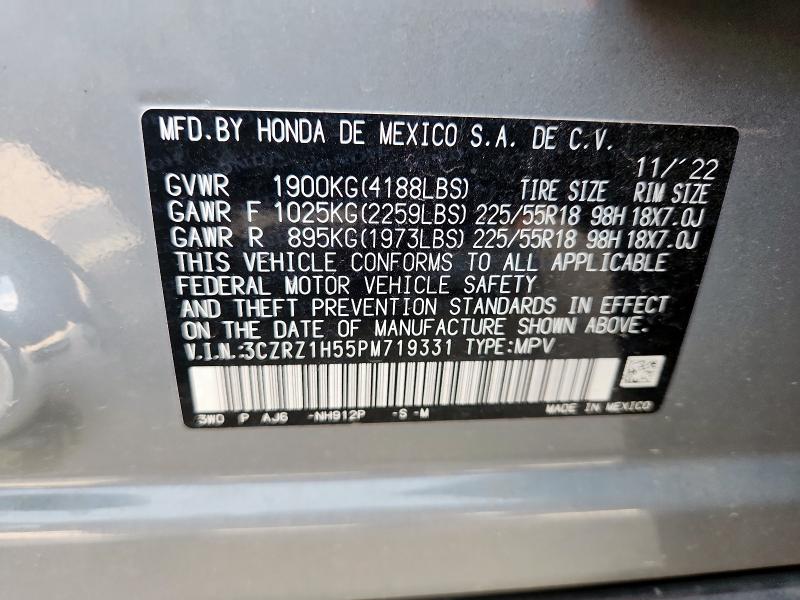 MFD.BY HONDA DE MEXICO S.A. DE C.V.
11/'22
GVWR 1900KG(4188LBS) TIRE SIZE RIM SIZE
GAWR F 1025KG(2259LBS) 225/55R18 98H 18X7.0J
GAWR R 895KG(1973LBS) 225/55R18 98H 18X7.0J
THIS VEHICLE CONFORMS TO ALL APPLICABLE
FEDERAL MOTOR VEHICLE SAFETY
AND THEFT PREVENTION STANDARDS IN EFFECT
ON THE DATE OF MANUFACTURE SHOWN ABOVE.
V.I.N.:3CZRZ1H55PM719331 TYPE:MPV
3W0 P AJ6 -NH912P -S -M MADE IN MEXICO